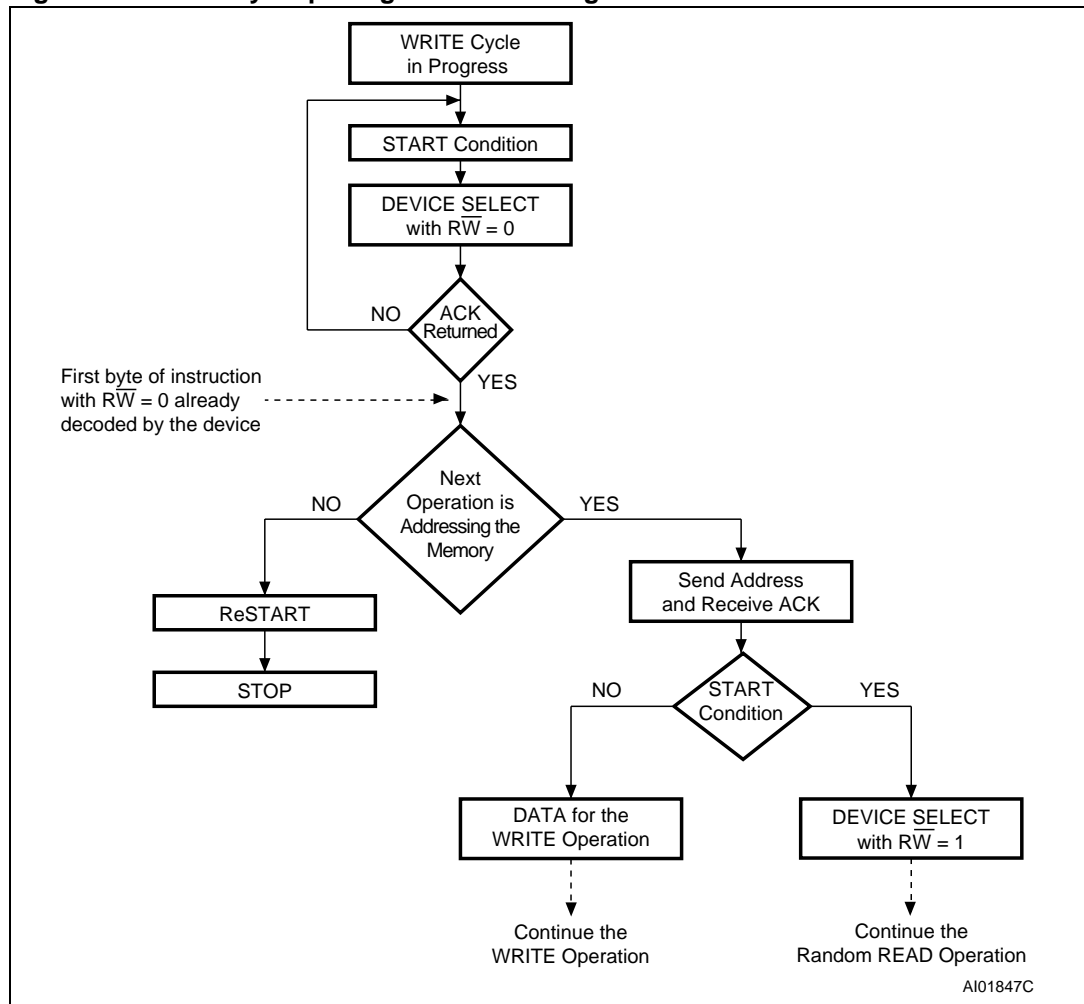 WRITE Cycle
in Progress
START Condition
DEVICE SELECT
with RW̅ = 0
NO
ACK
Returned
YES
First byte of instruction
with RW̅ = 0 already
decoded by the device
Next
Operation is
Addressing the
Memory
NO
YES
ReSTART
STOP
Send Address
and Receive ACK
NO
START
Condition
YES
DATA for the
WRITE Operation
DEVICE SELECT
with RW̅ = 1
Continue the
WRITE Operation
Continue the
Random READ Operation
AI01847C